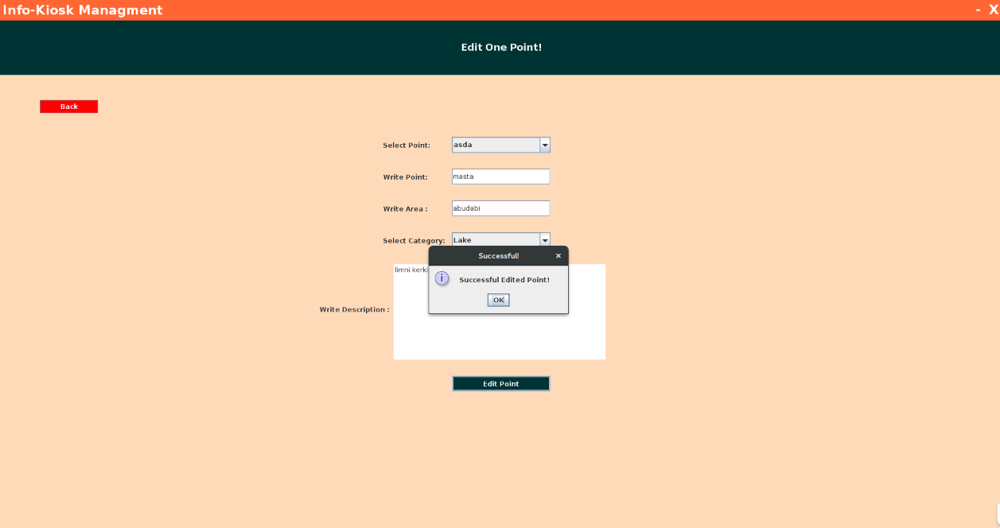 Info-Kiosk Managment
- X
Edit One Point!
Back
Select Point: asda
Write Point: masta
Write Area : abudabi
Select Category: Lake
Successful!
Successful Edited Point!
OK
limni kerki
Write Description :
Edit Point